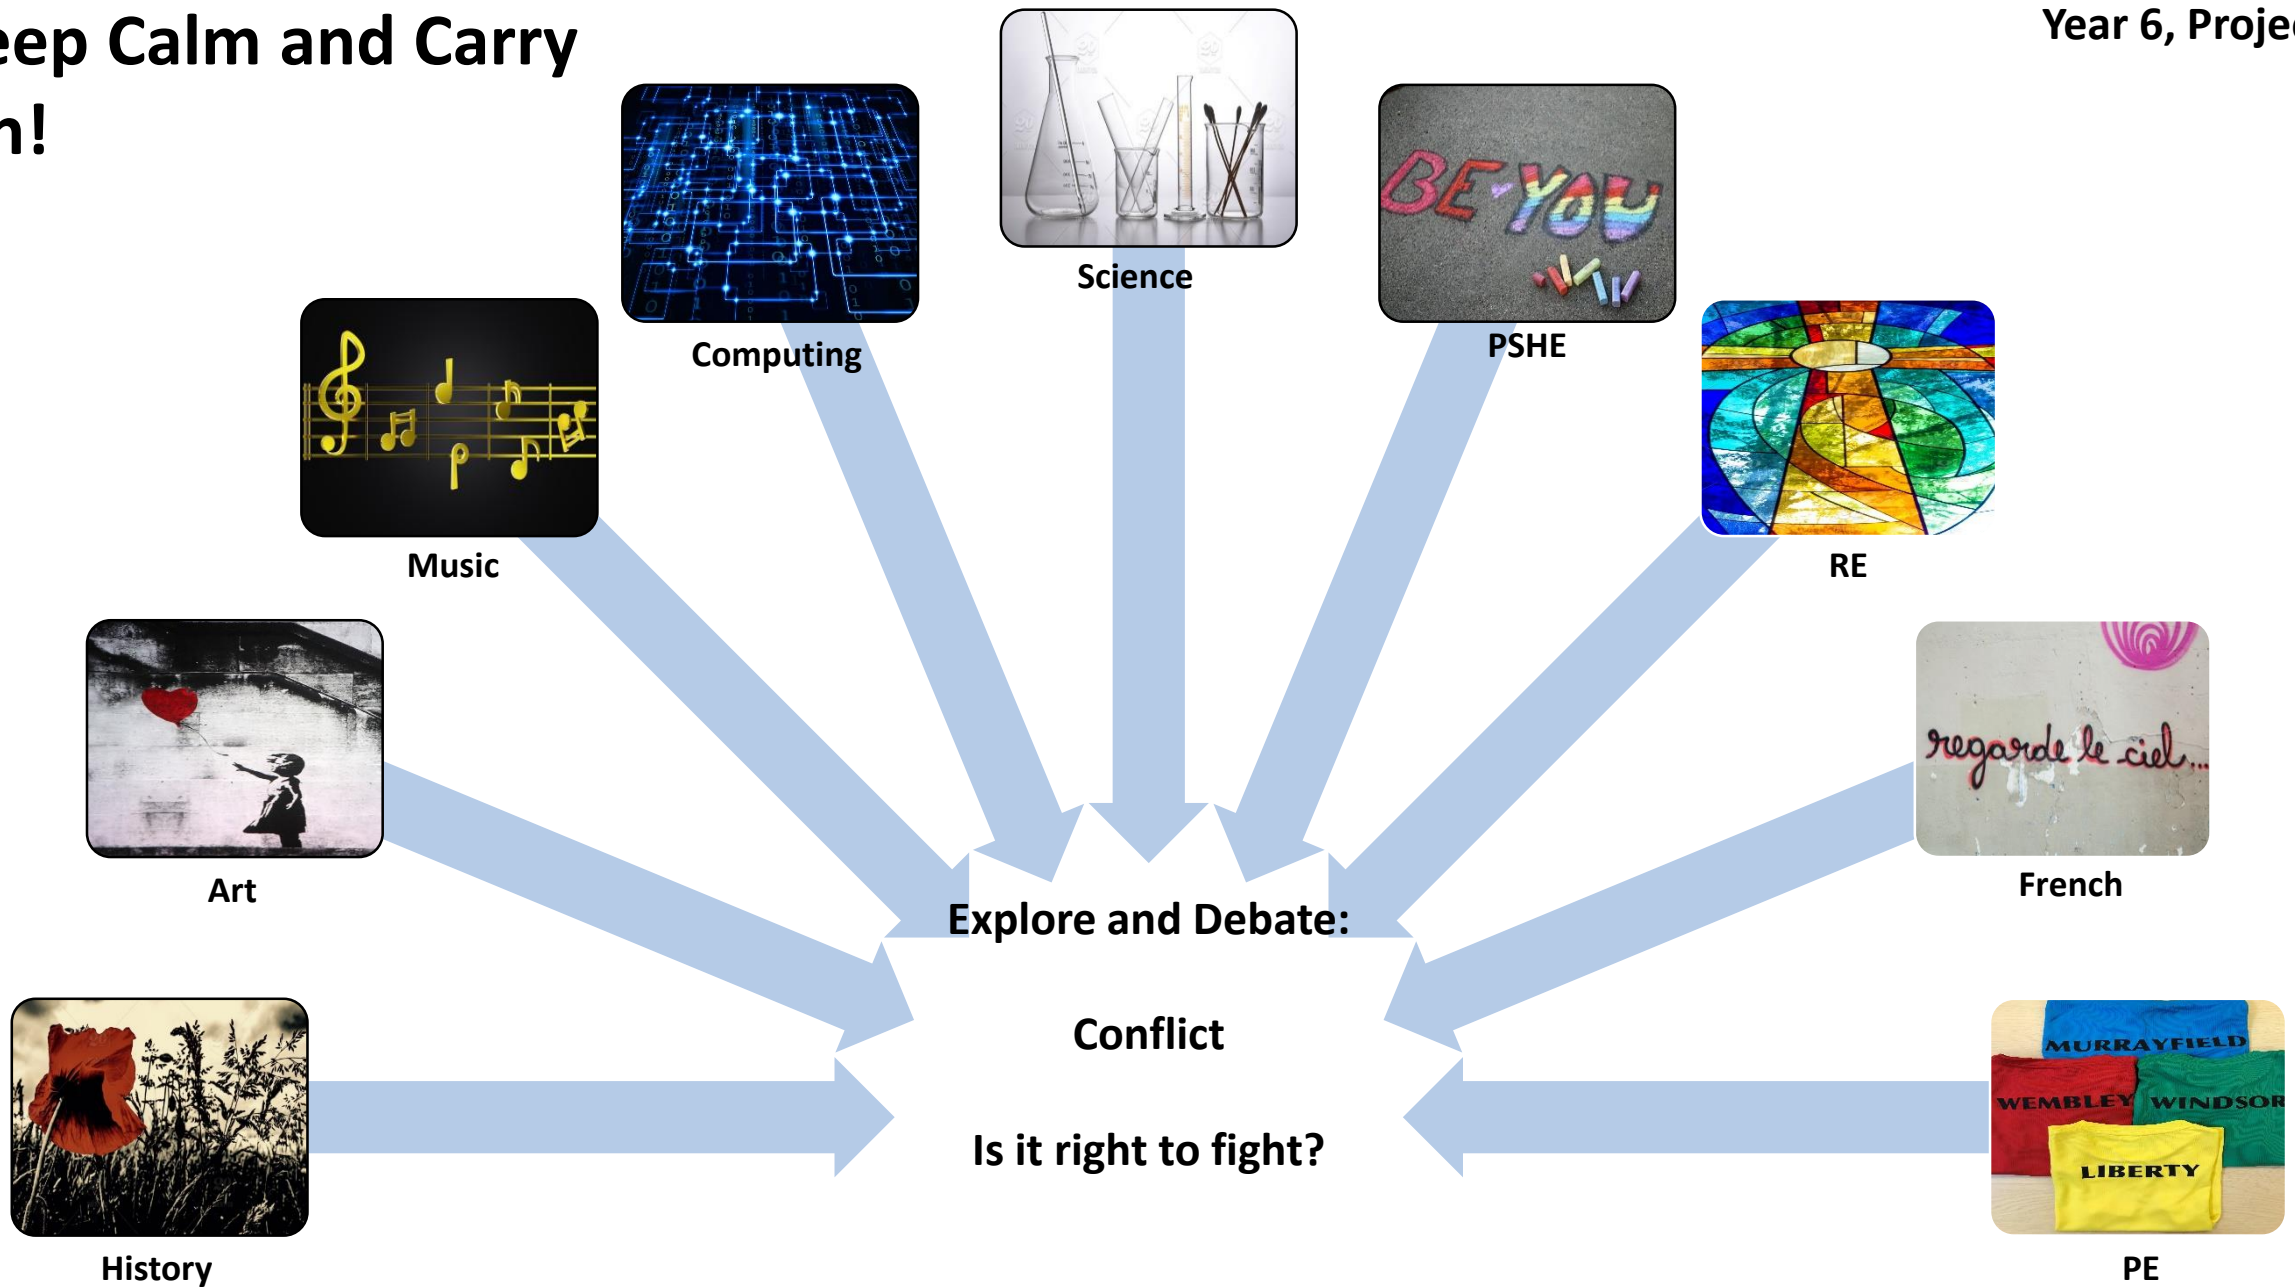 eep Calm and Carry
n!
Year 6, Projec
Science
BE YOU
Computing
PSHE
Music
RE
regarde le ciel...
Art
French
Explore and Debate:
Conflict
Is it right to fight?
MURRAYFIELD
WEMBLEY WINDSOR
LIBERTY
History
PE